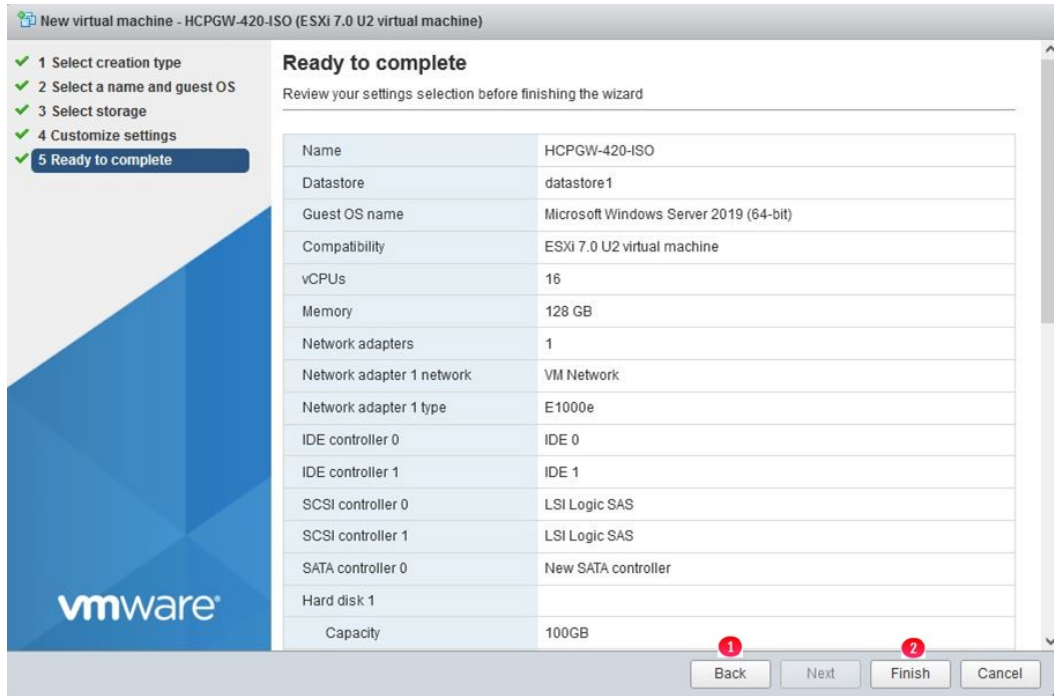 New virtual machine - HCPGW-420-ISO (ESXi 7.0 U2 virtual machine)
1 Select creation type
2 Select a name and guest OS
3 Select storage
4 Customize settings
5 Ready to complete
vmware®
Ready to complete
Review your settings selection before finishing the wizard
Name HCPGW-420-ISO
Datastore datastore1
Guest OS name Microsoft Windows Server 2019 (64-bit)
Compatibility ESXi 7.0 U2 virtual machine
vCPUs 16
Memory 128 GB
Network adapters 1
Network adapter 1 network VM Network
Network adapter 1 type E1000e
IDE controller 0 IDE 0
IDE controller 1 IDE 1
SCSI controller 0 LSI Logic SAS
SCSI controller 1 LSI Logic SAS
SATA controller 0 New SATA controller
Hard disk 1
Capacity 100GB
1 2
Back Next Finish Cancel